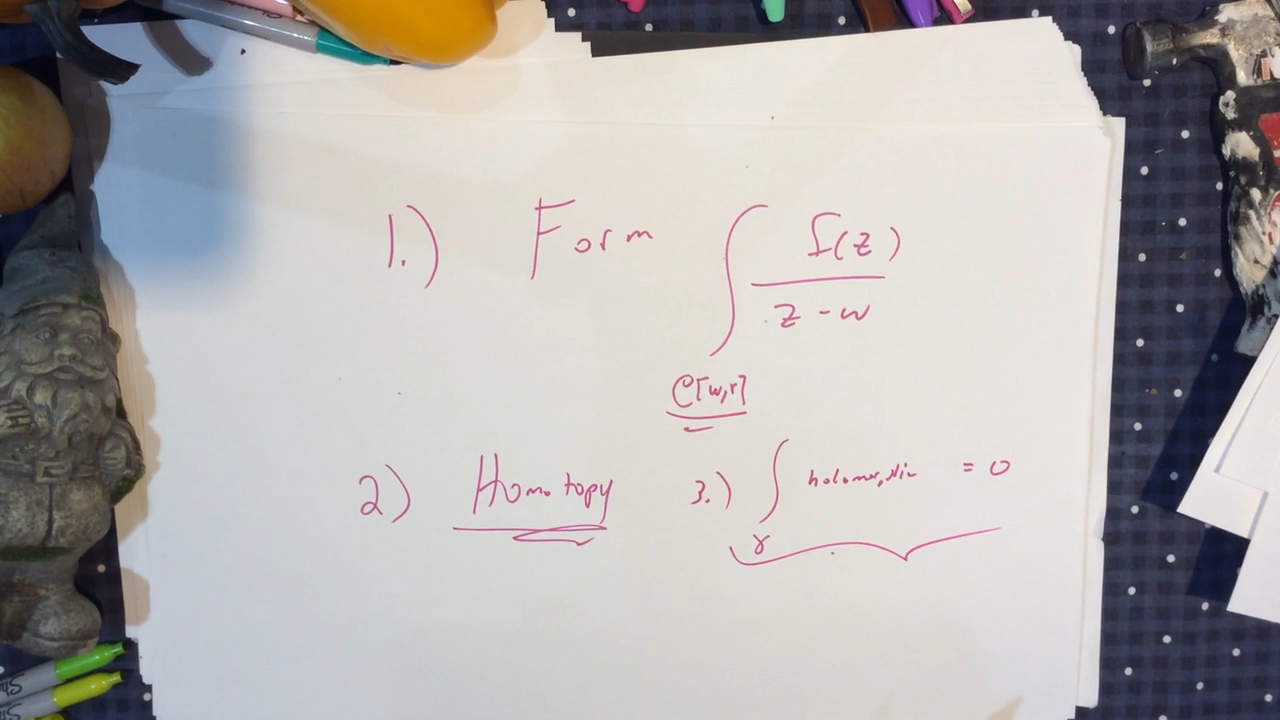 1.) Form ∫ f(z)
z - w
C[w,r]
2) Homotopy 3.) ∫ holomorphic = 0
γ